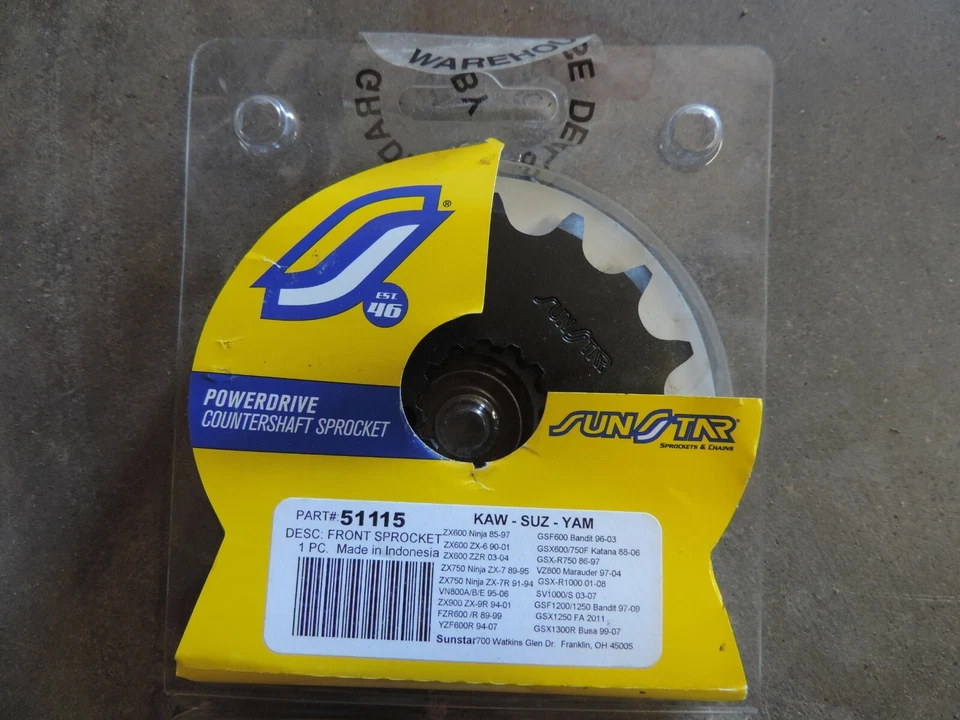 WAREHOU
BY
GRAD
SE DE
®
EST.
46
SUNSTAR
POWERDRIVE
COUNTERSHAFT SPROCKET
SUNSTAR
SPROCKETS & CHAINS
PART#: 51115
DESC: FRONT SPROCKET
1 PC. Made in Indonesia
KAW - SUZ - YAM
ZX600 Ninja 85-97
ZX600 ZX-6 90-01
ZX600 ZZR 03-04
ZX750 Ninja ZX-7 89-95
ZX750 Ninja ZX-7R 91-94
VN800A/B/E 95-06
ZX900 ZX-9R 94-01
FZR600 /R 89-99
YZF600R 94-07
GSF600 Bandit 96-03
GSX600/750F Katana 88-06
GSX-R750 86-97
VZ800 Marauder 97-04
GSX-R1000 01-08
SV1000/S 03-07
GSF1200/1250 Bandit 97-09
GSX1250 FA 2011
GSX1300R Busa 99-07
Sunstar 700 Watkins Glen Dr. Franklin, OH 45005